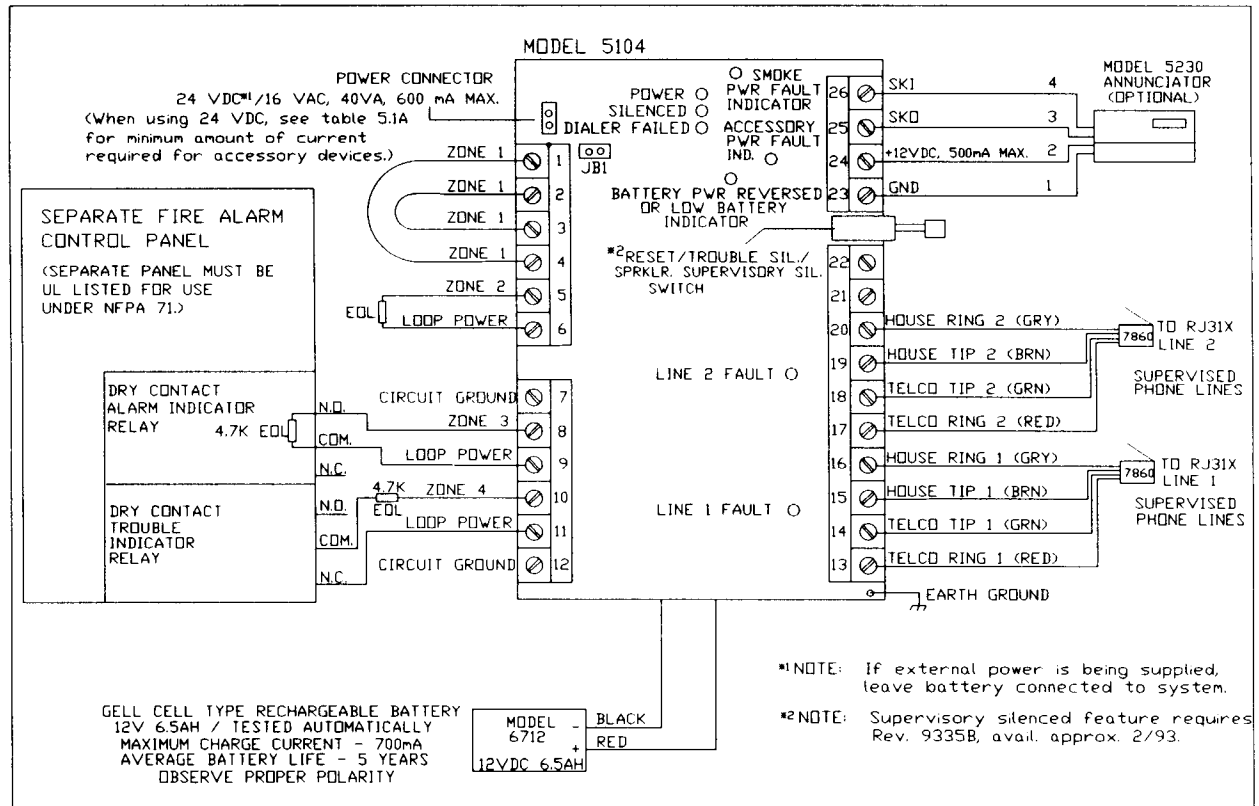 MODEL 5104
POWER CONNECTOR
24 VDC*1/16 VAC, 40VA, 600 mA MAX.
(When using 24 VDC, see table 5.1A
for minimum amount of current
required for accessory devices.)
POWER
SILENCED
DIALER FAILED
SMOKE
PWR FAULT
INDICATOR
ACCESSORY
PWR FAULT
IND.
JB1
BATTERY PWR REVERSED
OR LOW BATTERY
INDICATOR
*2RESET/TROUBLE SIL./
SPRKLR. SUPERVISORY SIL.
SWITCH
ZONE 1 1
ZONE 1 2
ZONE 1 3
ZONE 1 4
ZONE 2 5
EOL
LOOP POWER 6
CIRCUIT GROUND 7
ZONE 3 8
LOOP POWER 9
4.7K
EOL
ZONE 4 10
LOOP POWER 11
CIRCUIT GROUND 12
SEPARATE FIRE ALARM
CONTROL PANEL
(SEPARATE PANEL MUST BE
UL LISTED FOR USE
UNDER NFPA 71.)
DRY CONTACT
ALARM INDICATOR
RELAY
4.7K EOL
N.O.
COM.
N.C.
DRY CONTACT
TROUBLE
INDICATOR
RELAY
N.O.
COM.
N.C.
26 SKI 4
25 SKO 3
24 +12VDC, 500mA MAX. 2
23 GND 1
MODEL 5230
ANNUNCIATOR
(OPTIONAL)
22
21
20 HOUSE RING 2 (GRY)
19 HOUSE TIP 2 (BRN)
18 TELCO TIP 2 (GRN)
17 TELCO RING 2 (RED)
7860
TO RJ31X
LINE 2
SUPERVISED
PHONE LINES
LINE 2 FAULT
16 HOUSE RING 1 (GRY)
15 HOUSE TIP 1 (BRN)
14 TELCO TIP 1 (GRN)
13 TELCO RING 1 (RED)
7860
TO RJ31X
LINE 1
SUPERVISED
PHONE LINES
LINE 1 FAULT
EARTH GROUND
GELL CELL TYPE RECHARGEABLE BATTERY
12V 6.5AH / TESTED AUTOMATICALLY
MAXIMUM CHARGE CURRENT - 700mA
AVERAGE BATTERY LIFE - 5 YEARS
OBSERVE PROPER POLARITY
MODEL
6712
12VDC 6.5AH
- BLACK
+ RED
*1NOTE: If external power is being supplied,
leave battery connected to system.
*2NOTE: Supervisory silenced feature requires
Rev. 9335B, avail. approx. 2/93.